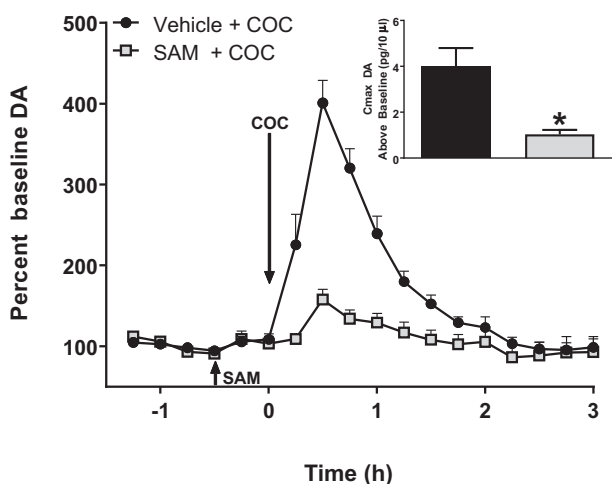 Vehicle + COC
SAM + COC
Percent baseline DA
500
400
300
200
100
COC
SAM
-1
0
1
2
3
Time (h)
Cmax DA
Above Baseline (pg/10 µl)
6
4
2
0
*